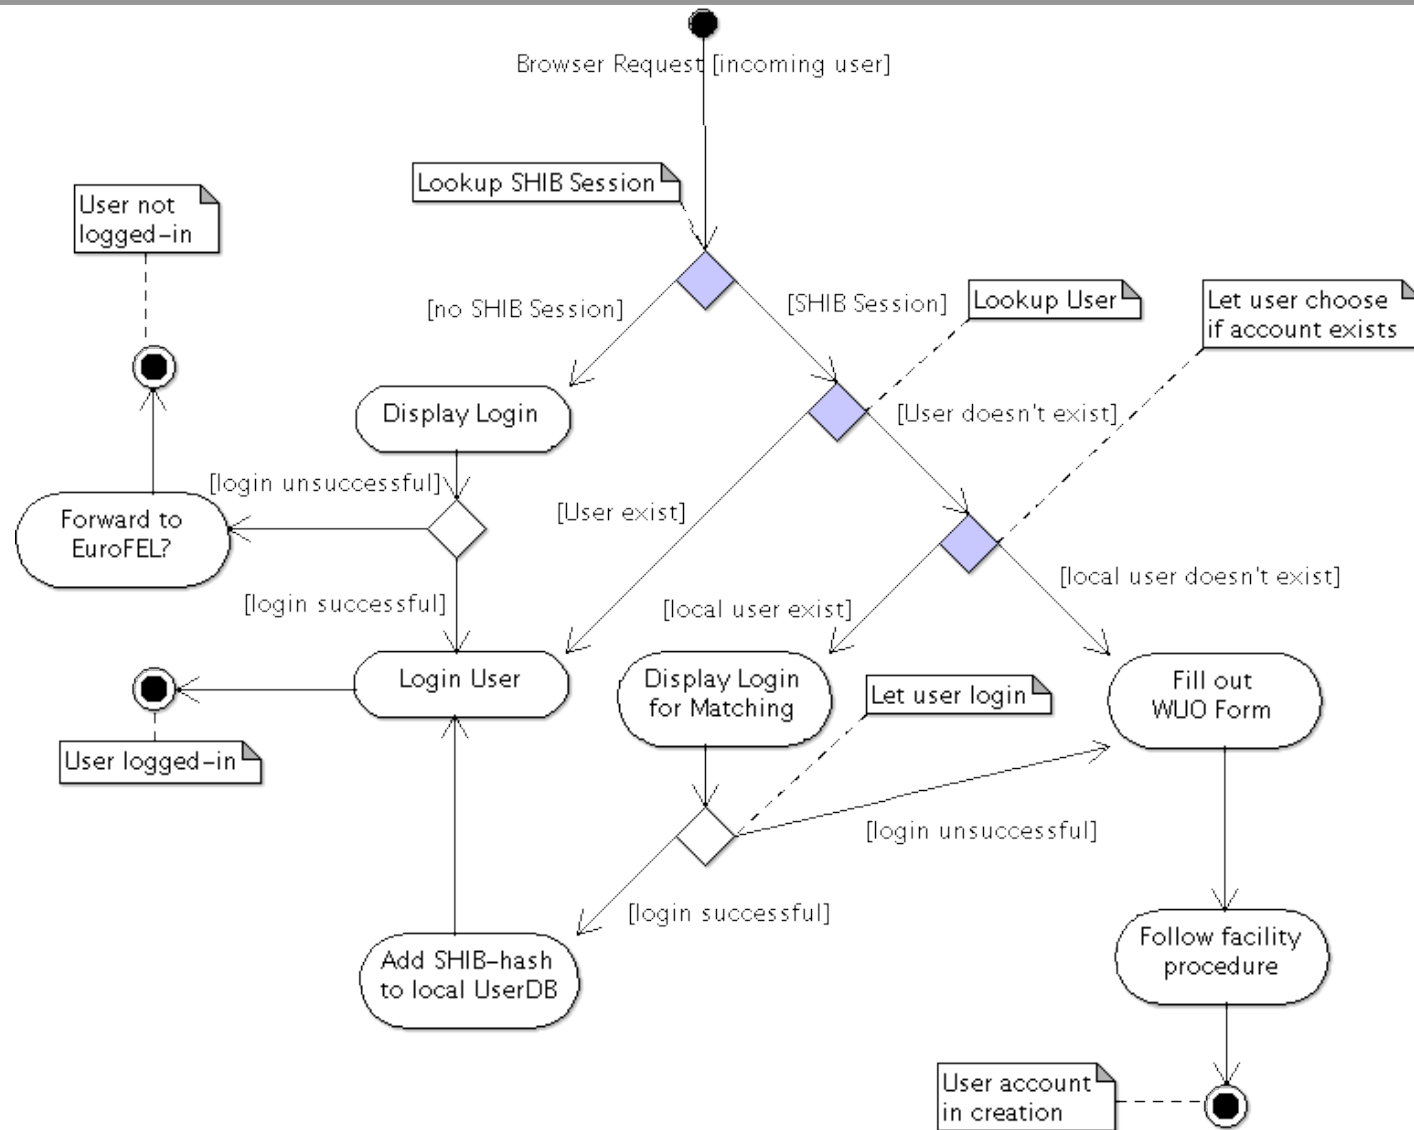 Browser Request [incoming user]
Lookup SHIB Session
User not
logged-in
[no SHIB Session]
[SHIB Session]
Lookup User
Let user choose
if account exists
Display Login
[User doesn't exist]
[login unsuccessful]
[User exist]
Forward to
EuroFEL?
[login successful]
[local user exist]
[local user doesn't exist]
Login User
Display Login
for Matching
Let user login
Fill out
WUO Form
User logged-in
[login unsuccessful]
[login successful]
Add SHIB-hash
to local UserDB
Follow facility
procedure
User account
in creation